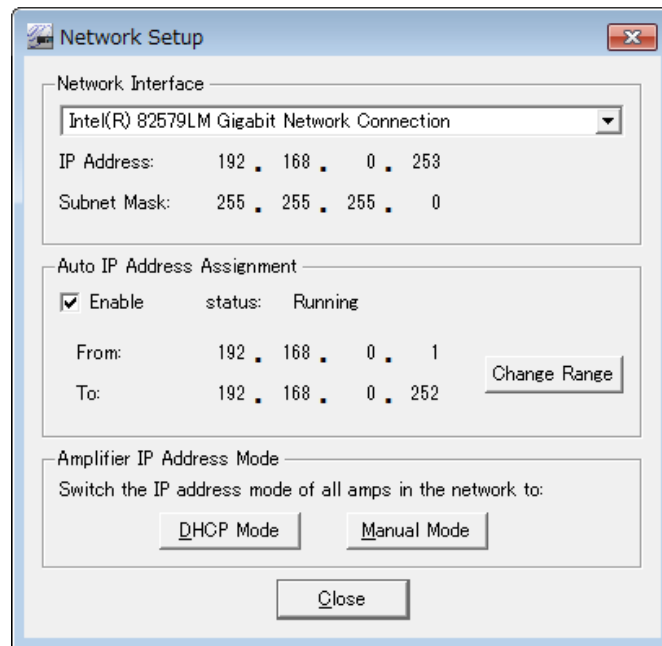 Network Setup
Network Interface
Intel(R) 82579LM Gigabit Network Connection
IP Address: 192 . 168 . 0 . 253
Subnet Mask: 255 . 255 . 255 . 0
Auto IP Address Assignment
Enable status: Running
From: 192 . 168 . 0 . 1
Change Range
To: 192 . 168 . 0 . 252
Amplifier IP Address Mode
Switch the IP address mode of all amps in the network to:
DHCP Mode Manual Mode
Close